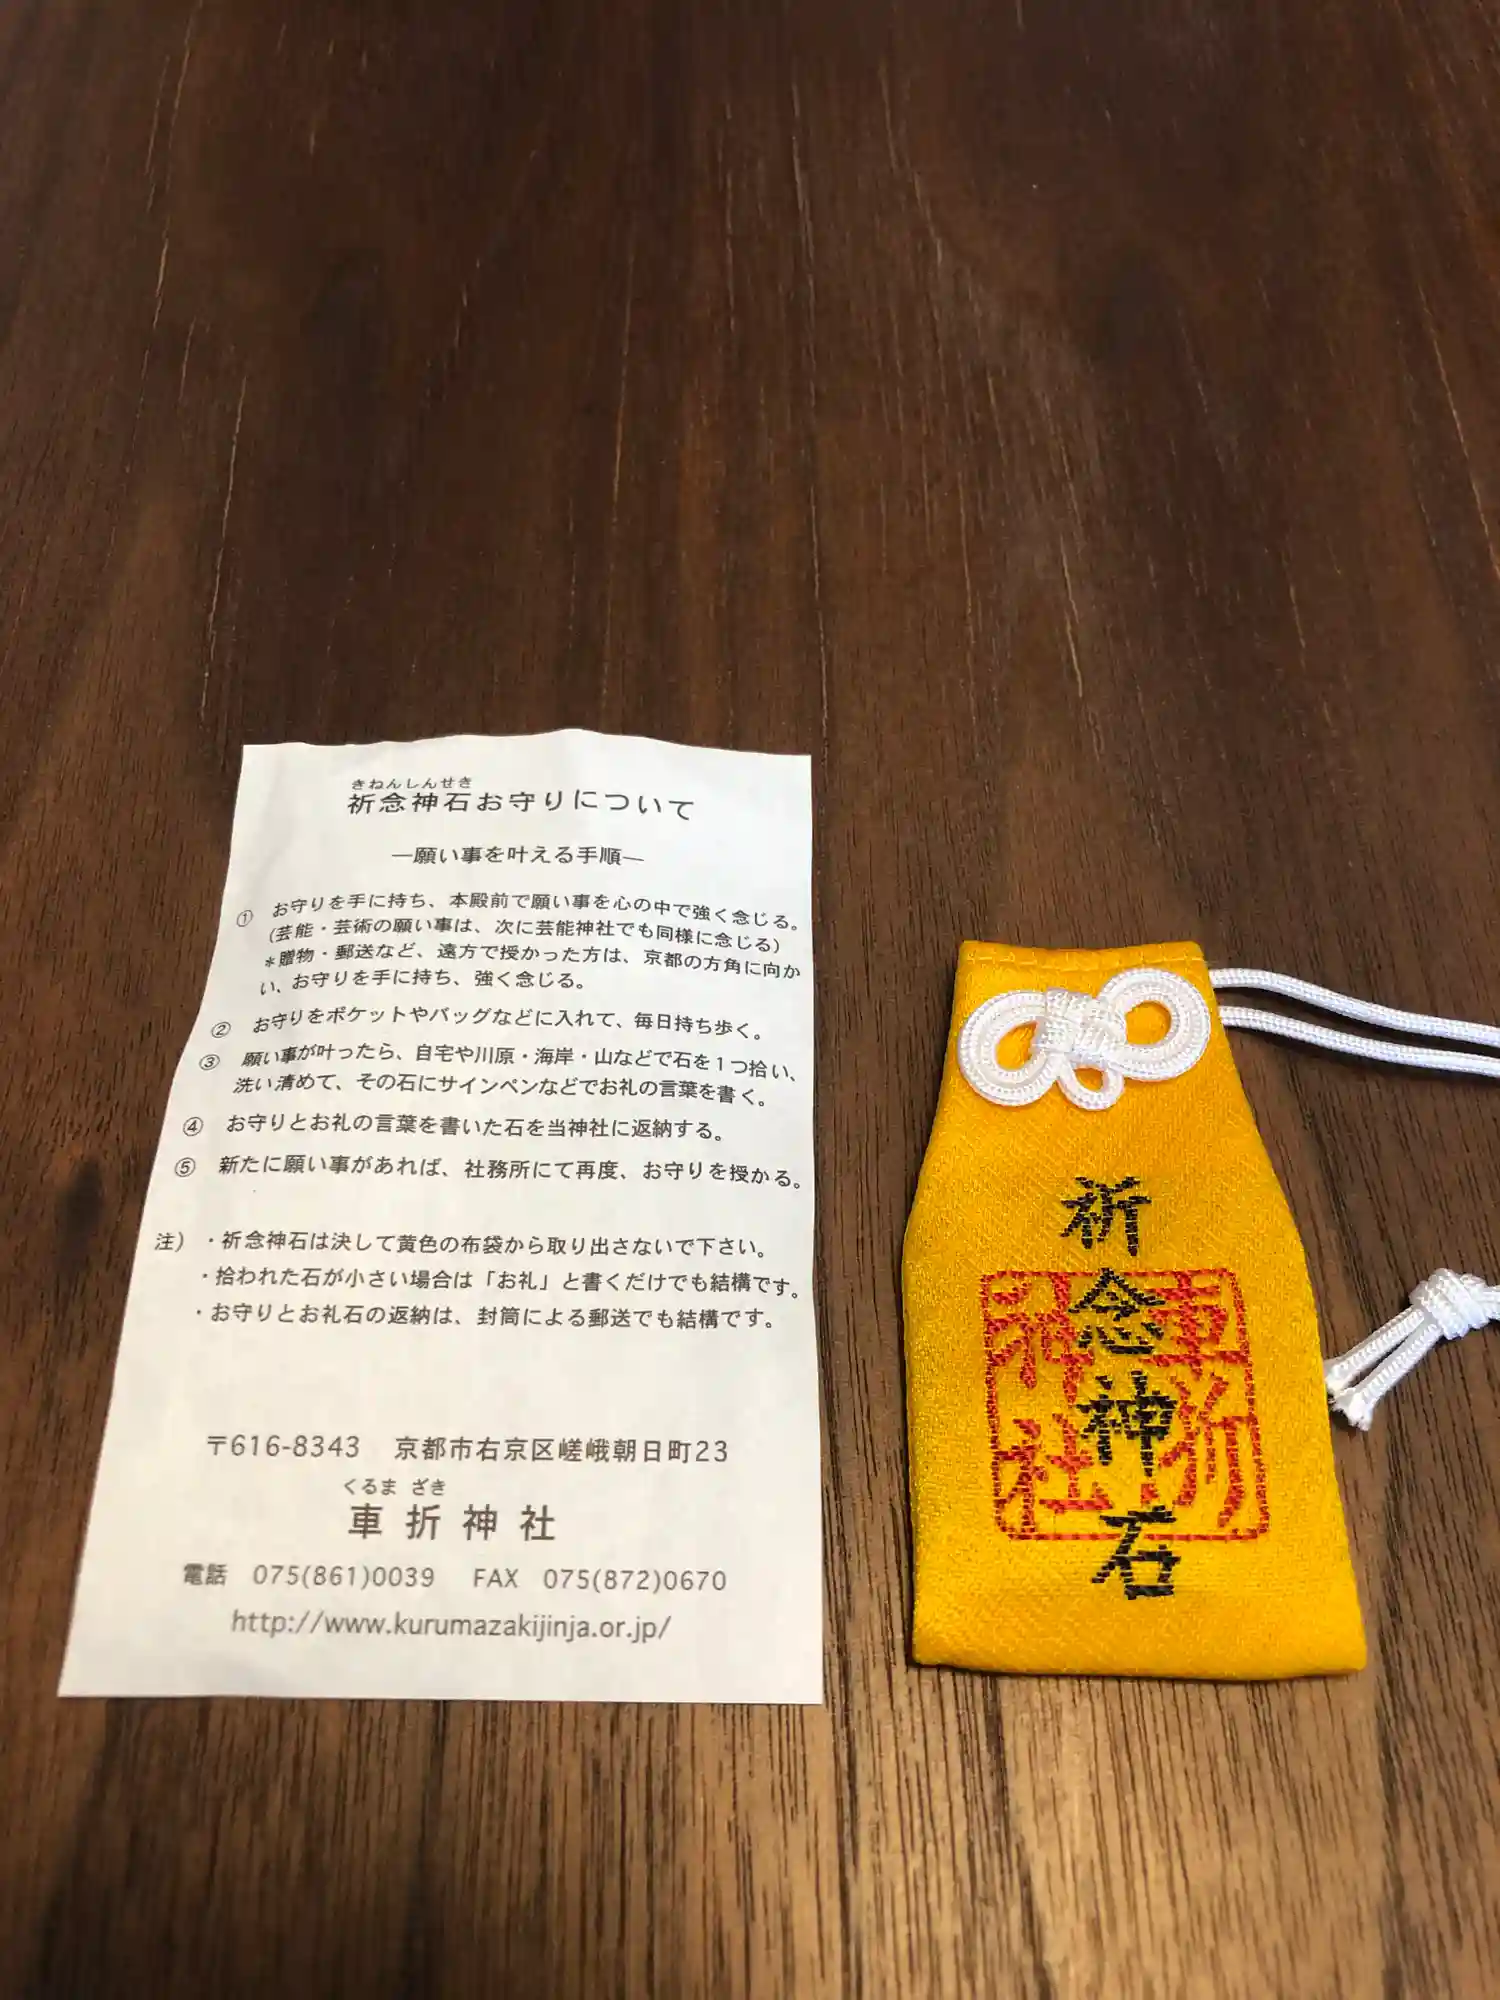 きねんしんせき
祈念神石お守りについて
―願い事を叶える手順―
① お守りを手に持ち、本殿前で願い事を心の中で強く念じる。
(芸能・芸術の願い事は、次に芸能神社でも同様に念じる)
＊贈物・郵送など、遠方で授かった方は、京都の方角に向か
い、お守りを手に持ち、強く念じる。
② お守りをポケットやバッグなどに入れて、毎日持ち歩く。
③ 願い事が叶ったら、自宅や川原・海岸・山などで石を1つ拾い、
洗い清めて、その石にサインペンなどでお礼の言葉を書く。
④ お守りとお礼の言葉を書いた石を当神社に返納する。
⑤ 新たに願い事があれば、社務所にて再度、お守りを授かる。
注）・祈念神石は決して黄色の布袋から取り出さないで下さい。
・拾われた石が小さい場合は「お礼」と書くだけでも結構です。
・お守りとお礼石の返納は、封筒による郵送でも結構です。
〒616-8343 京都市右京区嵯峨朝日町23
くるま ざき
車折神社
電話 075(861)0039 FAX 075(872)0670
http://www.kurumazakijinja.or.jp/
祈念神石
車折
神社